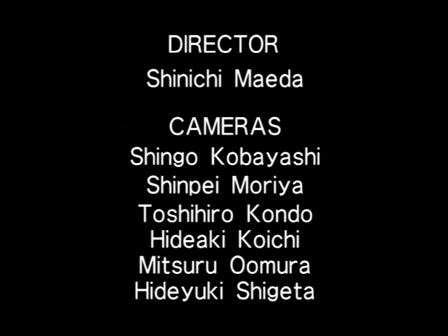 DIRECTOR
Shinichi Maeda
CAMERAS
Shingo Kobayashi
Shinpei Moriya
Toshihiro Kondo
Hideaki Koichi
Mitsuru Oomura
Hideyuki Shigeta